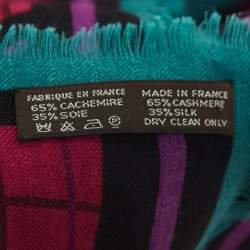 FABRIQUE EN FRANCE
65% CACHEMIRE
35% SOIE
MADE IN FRANCE
65% CASHMERE
35% SILK
DRY CLEAN ONLY